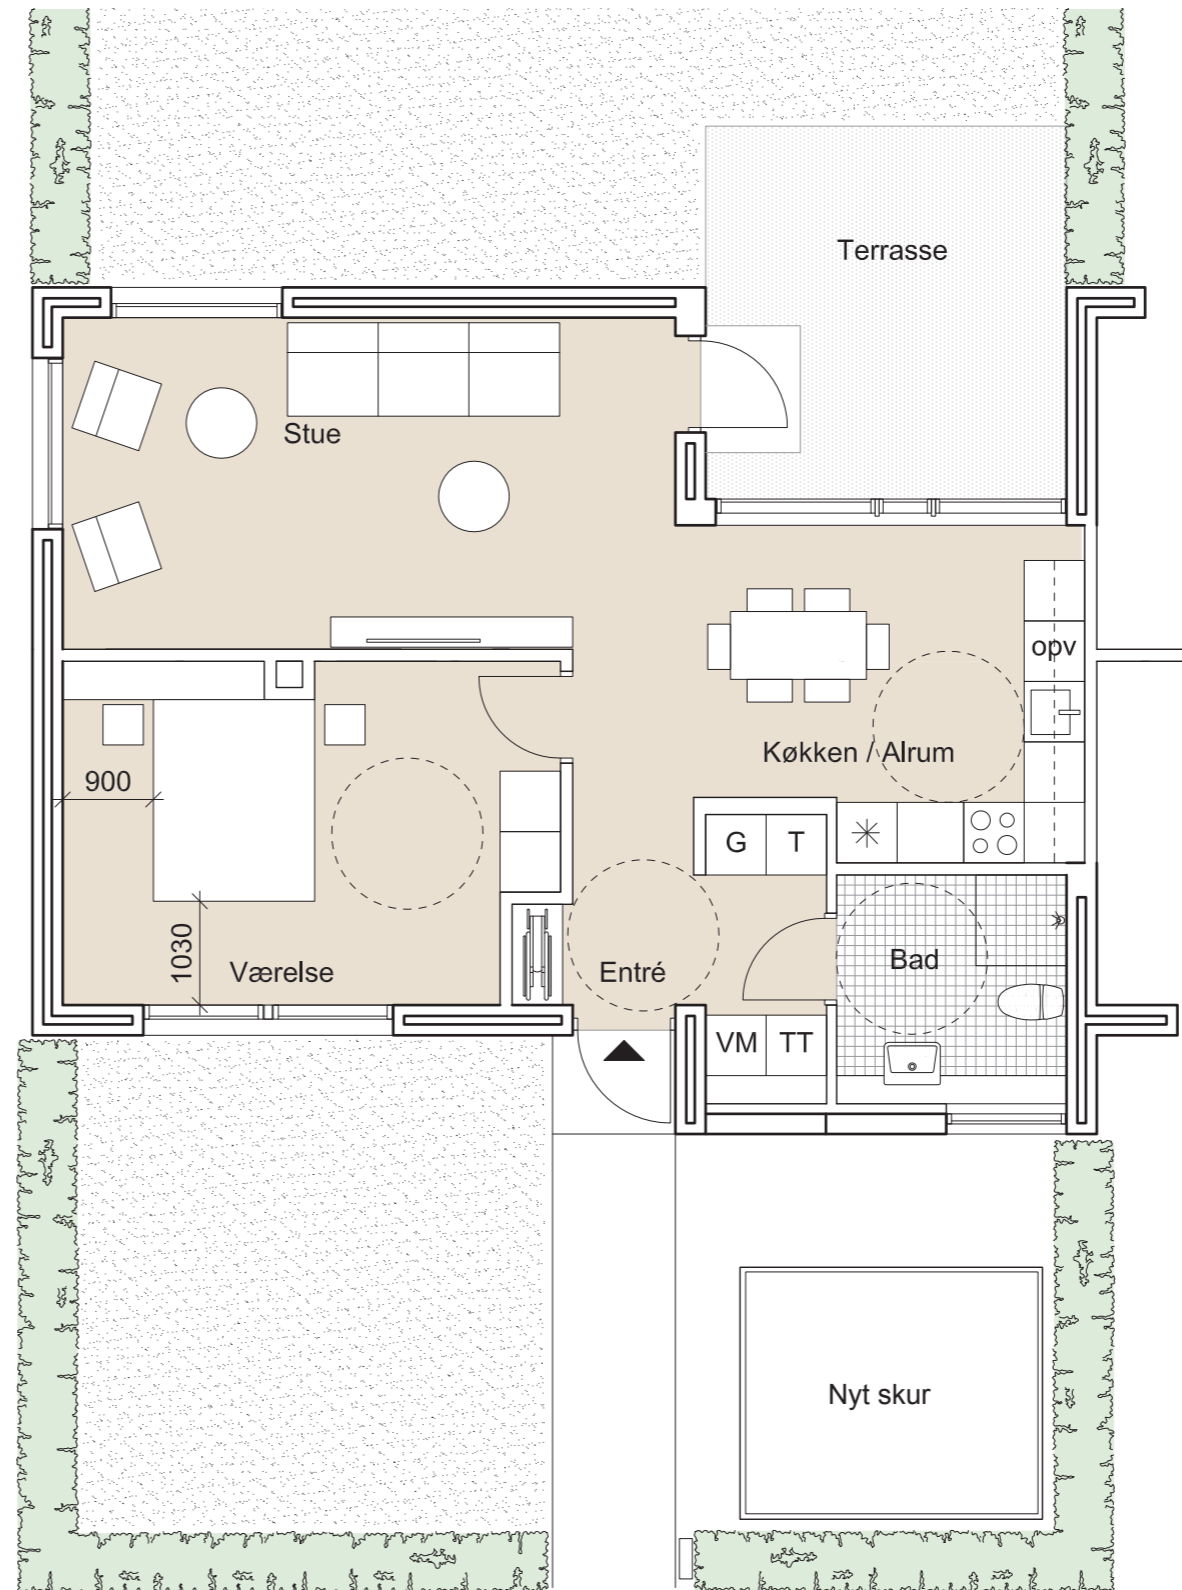 Terrasse
Stue
opv
Køkken / Alrum
900
G
T
1030
Værelse
Entré
Bad
VM
TT
Nyt skur